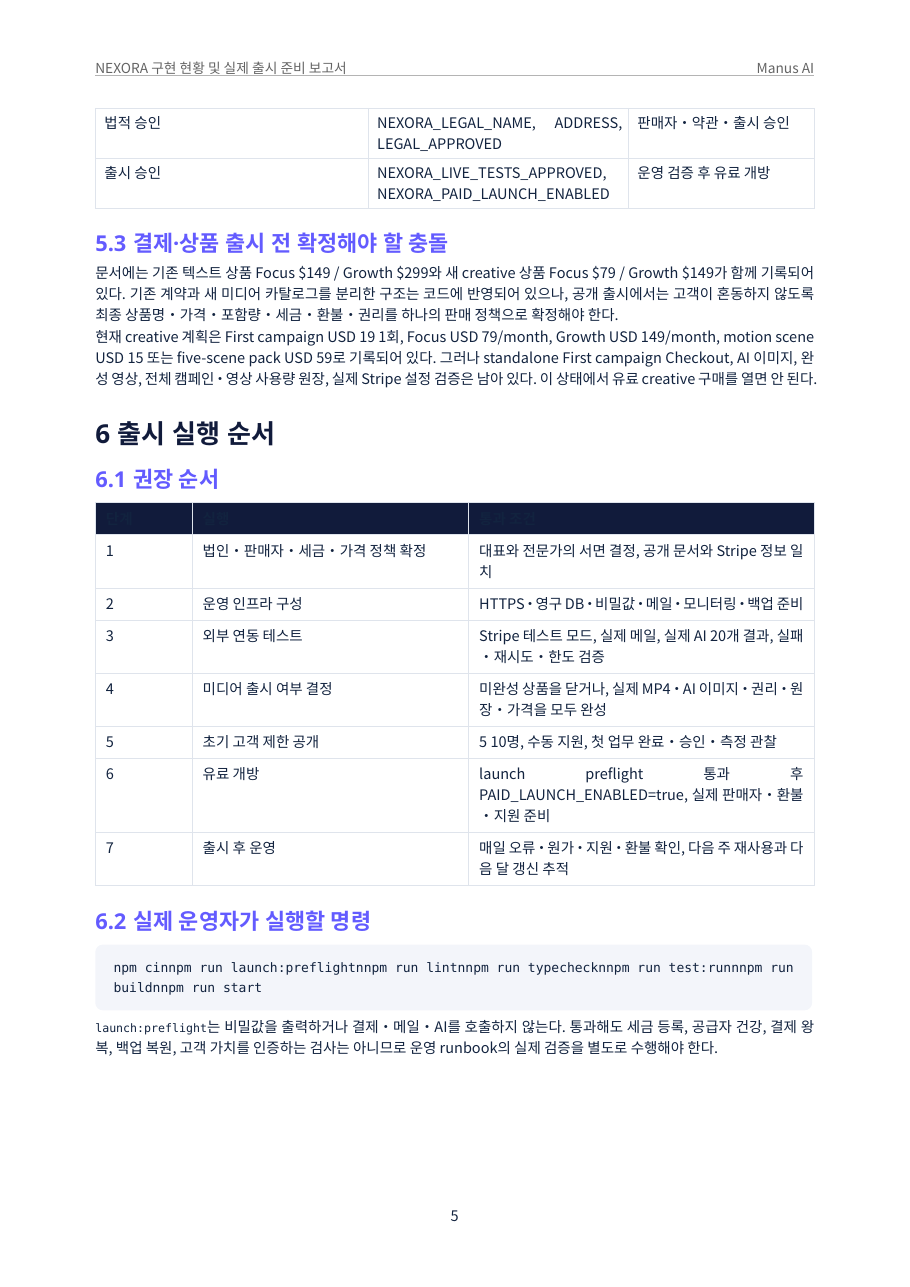 NEXORA 구현 현황 및 실제 출시 준비 보고서
Manus AI
법적 승인
NEXORA_LEGAL_NAME, ADDRESS,
LEGAL_APPROVED
판매자・약관・출시 승인
출시 승인
NEXORA_LIVE_TESTS_APPROVED,
NEXORA_PAID_LAUNCH_ENABLED
운영 검증 후 유료 개방
5.3 결제·상품 출시 전 확정해야 할 충돌
문서에는 기존 텍스트 상품 Focus $149 / Growth $299와 새 creative 상품 Focus $79 / Growth $149가 함께 기록되어
있다. 기존 계약과 새 미디어 카탈로그를 분리한 구조는 코드에 반영되어 있으나, 공개 출시에서는 고객이 혼동하지 않도록
최종 상품명・가격・포함량・세금・환불・권리를 하나의 판매 정책으로 확정해야 한다.
현재 creative 계획은 First campaign USD 19 1회, Focus USD 79/month, Growth USD 149/month, motion scene
USD 15 또는 five-scene pack USD 59로 기록되어 있다. 그러나 standalone First campaign Checkout, AI 이미지, 완
성 영상, 전체 캠페인・영상 사용량 원장, 실제 Stripe 설정 검증은 남아 있다. 이 상태에서 유료 creative 구매를 열면 안 된다.
6 출시 실행 순서
6.1 권장 순서
단계
실행
통과 조건
1
법인・판매자・세금・가격 정책 확정
대표와 전문가의 서면 결정, 공개 문서와 Stripe 정보 일
치
2
운영 인프라 구성
HTTPS・영구 DB・비밀값・메일・모니터링・백업 준비
3
외부 연동 테스트
Stripe 테스트 모드, 실제 메일, 실제 AI 20개 결과, 실패
・재시도・한도 검증
4
미디어 출시 여부 결정
미완성 상품을 닫거나, 실제 MP4・AI 이미지・권리・원
장・가격을 모두 완성
5
초기 고객 제한 공개
5 10명, 수동 지원, 첫 업무 완료・승인・측정 관찰
6
유료 개방
launch preflight 통과 후
PAID_LAUNCH_ENABLED=true, 실제 판매자・환불
・지원 준비
7
출시 후 운영
매일 오류・원가・지원・환불 확인, 다음 주 재사용과 다
음 달 갱신 추적
6.2 실제 운영자가 실행할 명령
npm cinnpm run launch:preflightnnpm run lintnnpm run typechecknnpm run test:runnnpm run
buildnnpm run start
launch:preflight는 비밀값을 출력하거나 결제・메일・AI를 호출하지 않는다. 통과해도 세금 등록, 공급자 건강, 결제 왕
복, 백업 복원, 고객 가치를 인증하는 검사는 아니므로 운영 runbook의 실제 검증을 별도로 수행해야 한다.
5